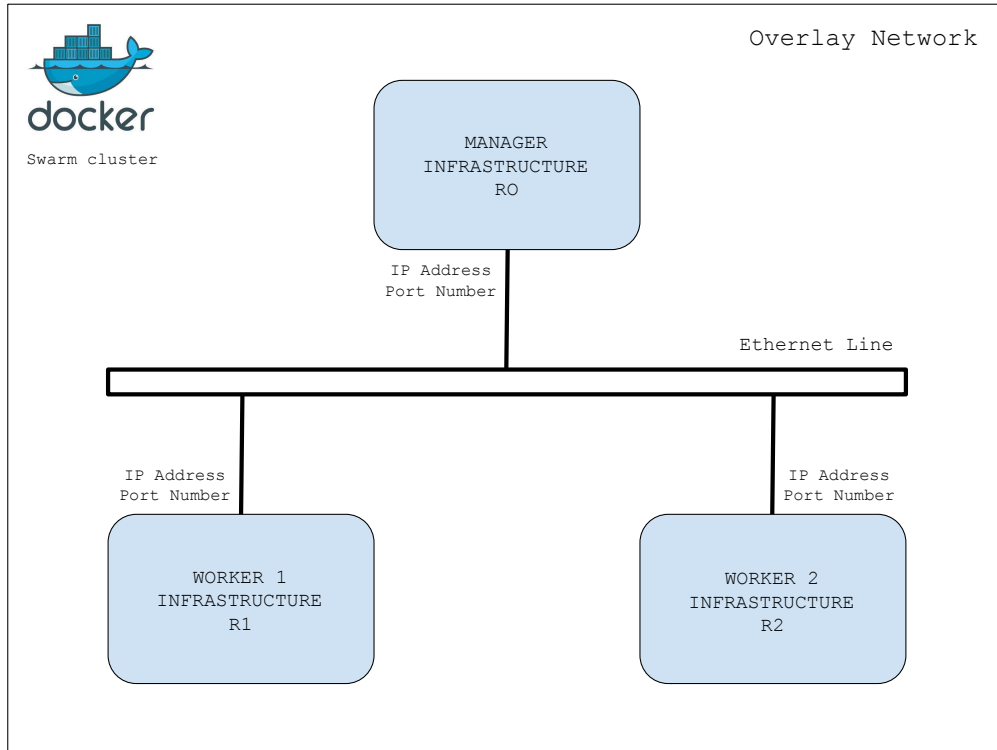 docker
Swarm cluster
Overlay Network
MANAGER
INFRASTRUCTURE
RO
IP Address
Port Number
Ethernet Line
IP Address
Port Number
IP Address
Port Number
WORKER 1
INFRASTRUCTURE
R1
WORKER 2
INFRASTRUCTURE
R2